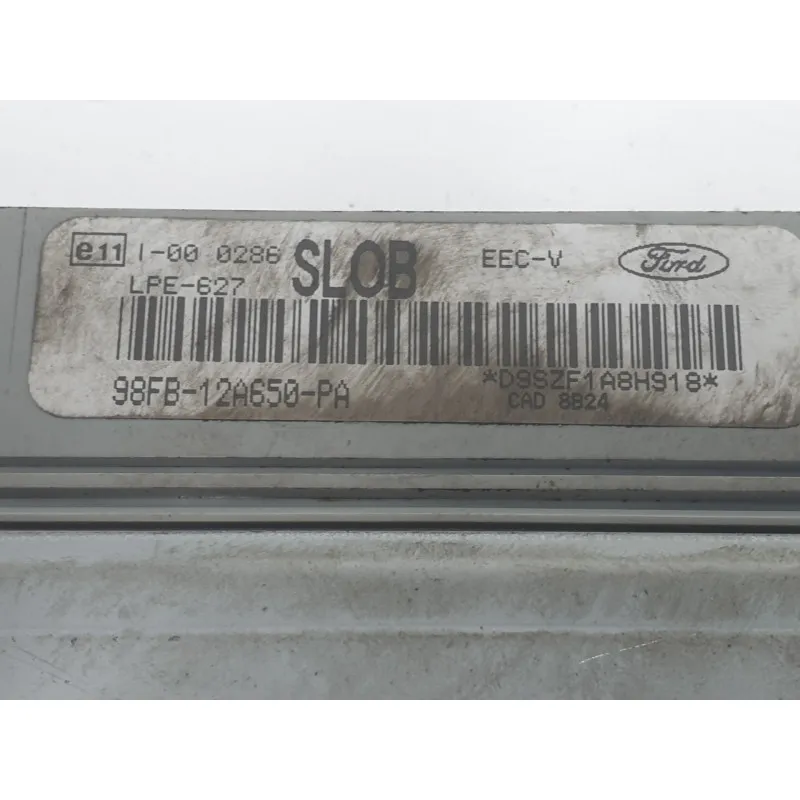 e11 I-00 0286 SLOB EEC-V Ford
LPE-627
98FB-12A650-PA *D9SZF1A8H918*
CAD 8B24